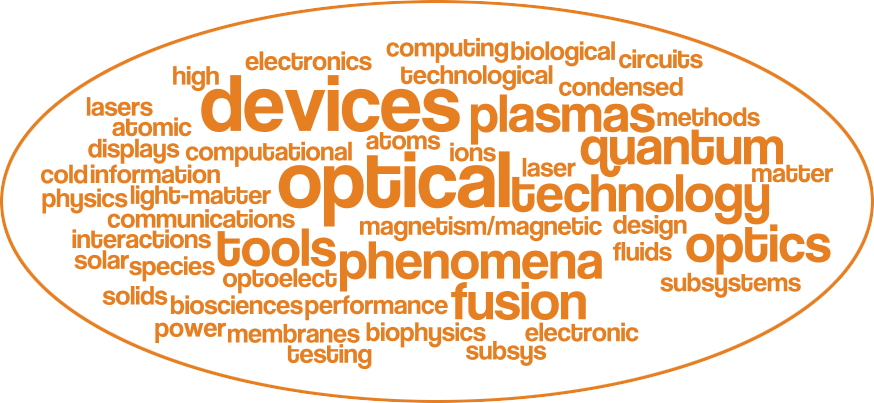 computing biological circuits
electronics
high
technological
condensed
devices plasmas methods
lasers
atomic
atoms
quantum
displays computational
ions
laser
matter
cold information
optical technology
physics light-matter
communications
magnetism/magnetic design
interactions
tools phenomena
fluids optics
solar species
optoelect
subsystems
solids
biosciences performance fusion
power membranes biophysics electronic
testing
subsys